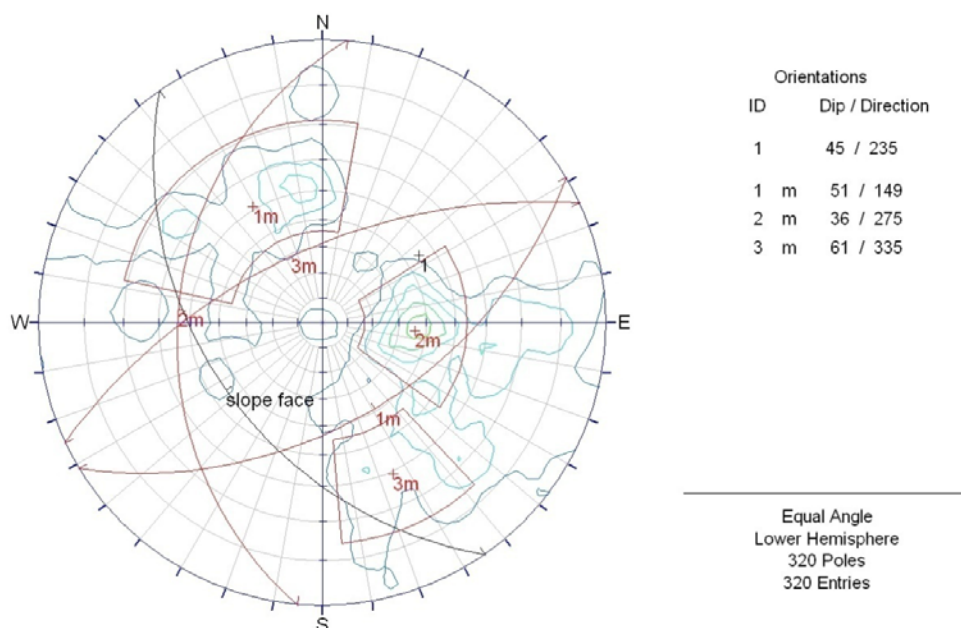 N
1m
3m
1
W
2m
E
2m
slope face
1m
3m
S
Orientations
ID Dip / Direction
1 45 / 235
1 m 51 / 149
2 m 36 / 275
3 m 61 / 335
Equal Angle
Lower Hemisphere
320 Poles
320 Entries